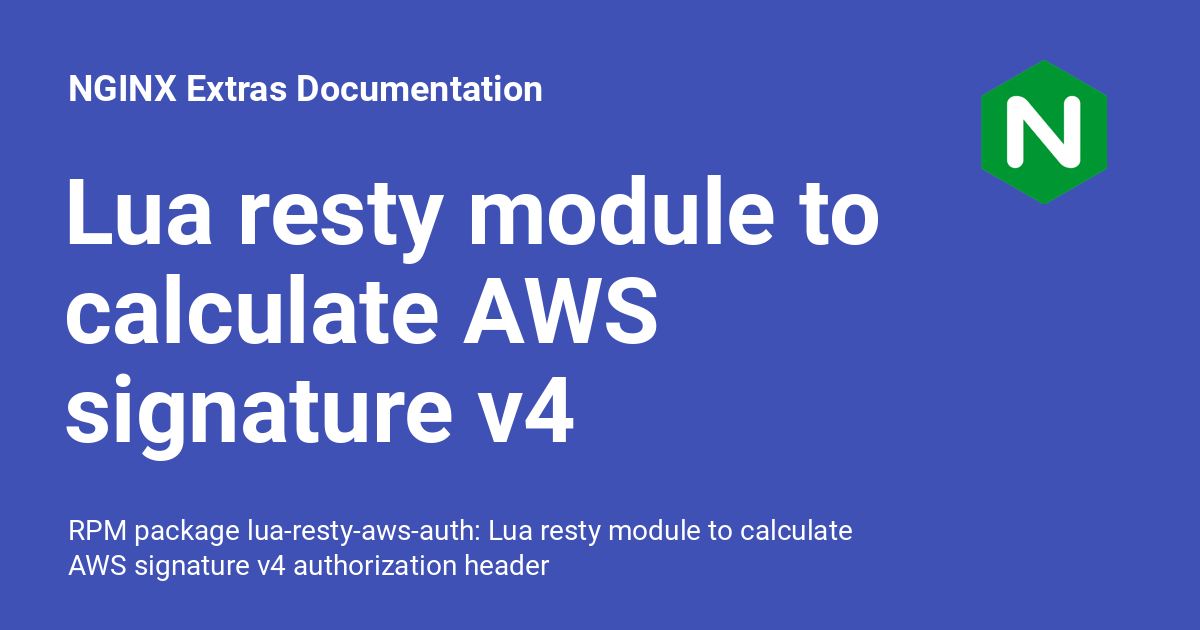 NGINX Extras Documentation
N
Lua resty module to
calculate AWS
signature v4
RPM package lua-resty-aws-auth: Lua resty module to calculate
AWS signature v4 authorization header